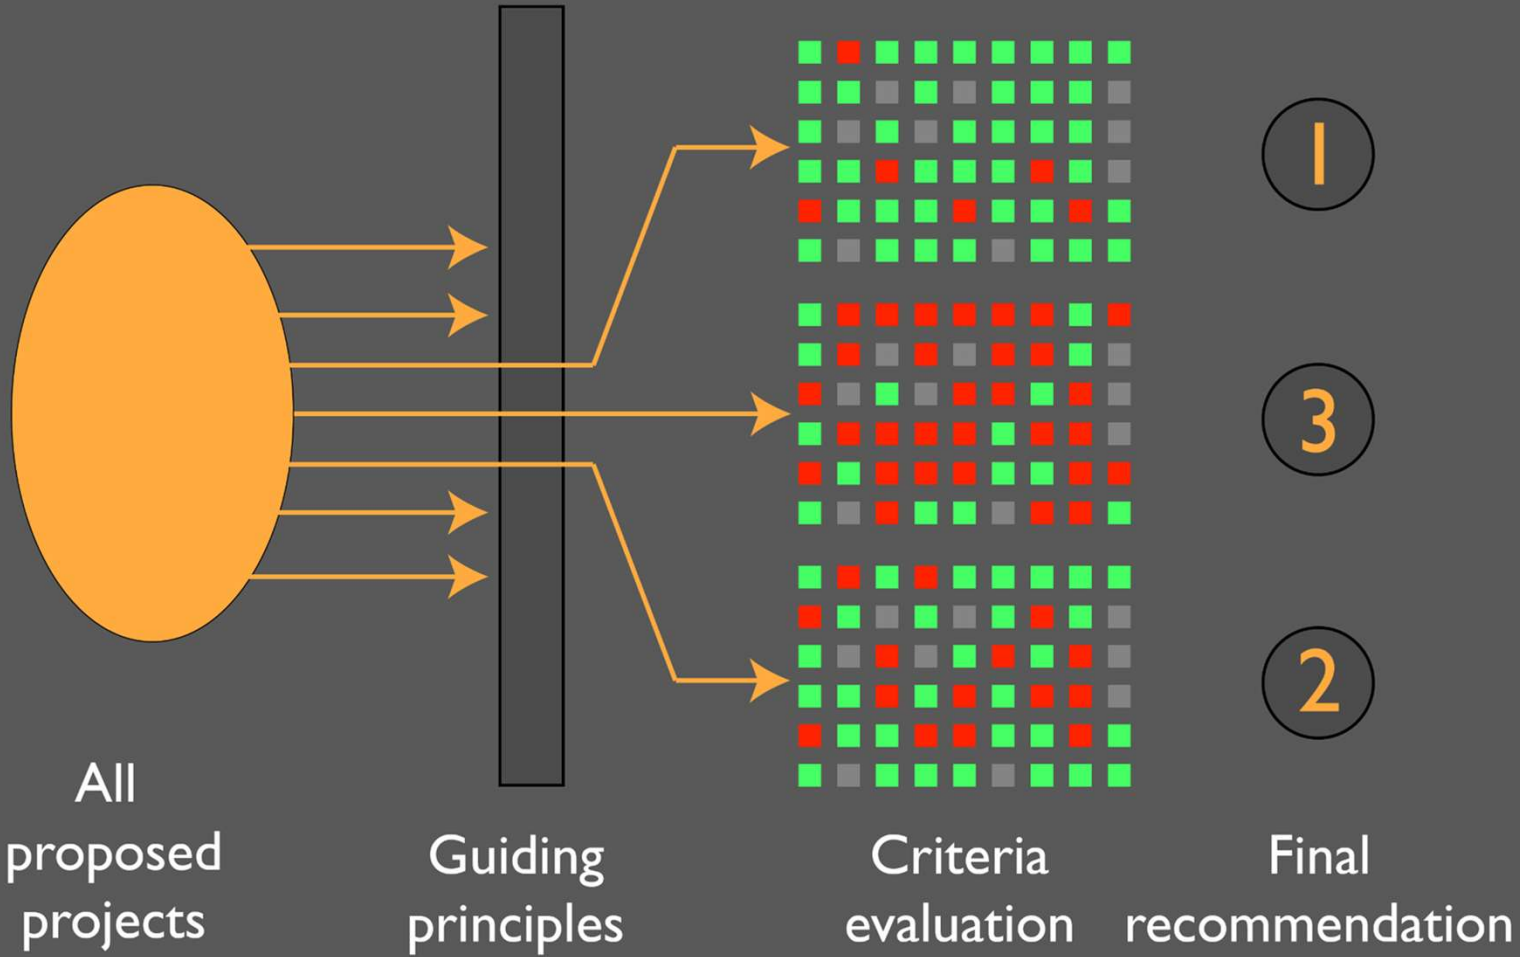 1
3
2
All
proposed
projects
Guiding
principles
Criteria
evaluation
Final
recommendation